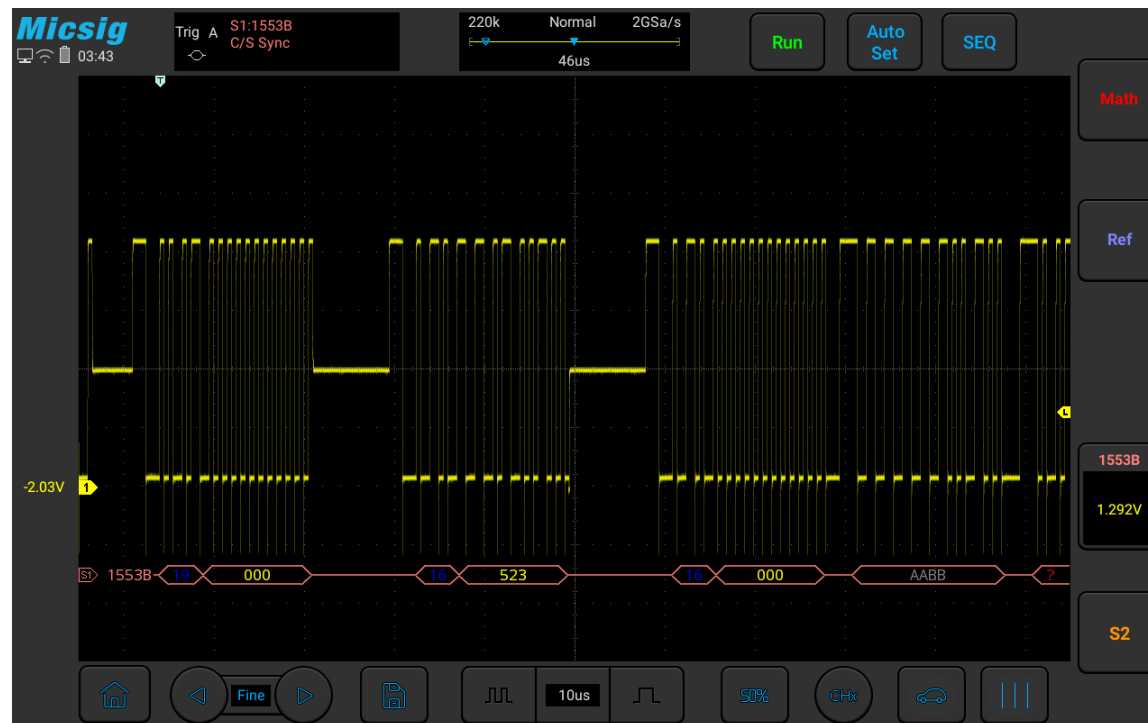 Micsig
03:43
Trig A S1:1553B
C/S Sync
220k Normal 2GSa/s
46us
Run
Auto
Set
SEQ
T
Math
Ref
L
-2.03V
1
1553B
1.292V
S1 1553B 19 000 16 523 16 000 AABB ?
S2
Fine
10us
50%
CHx